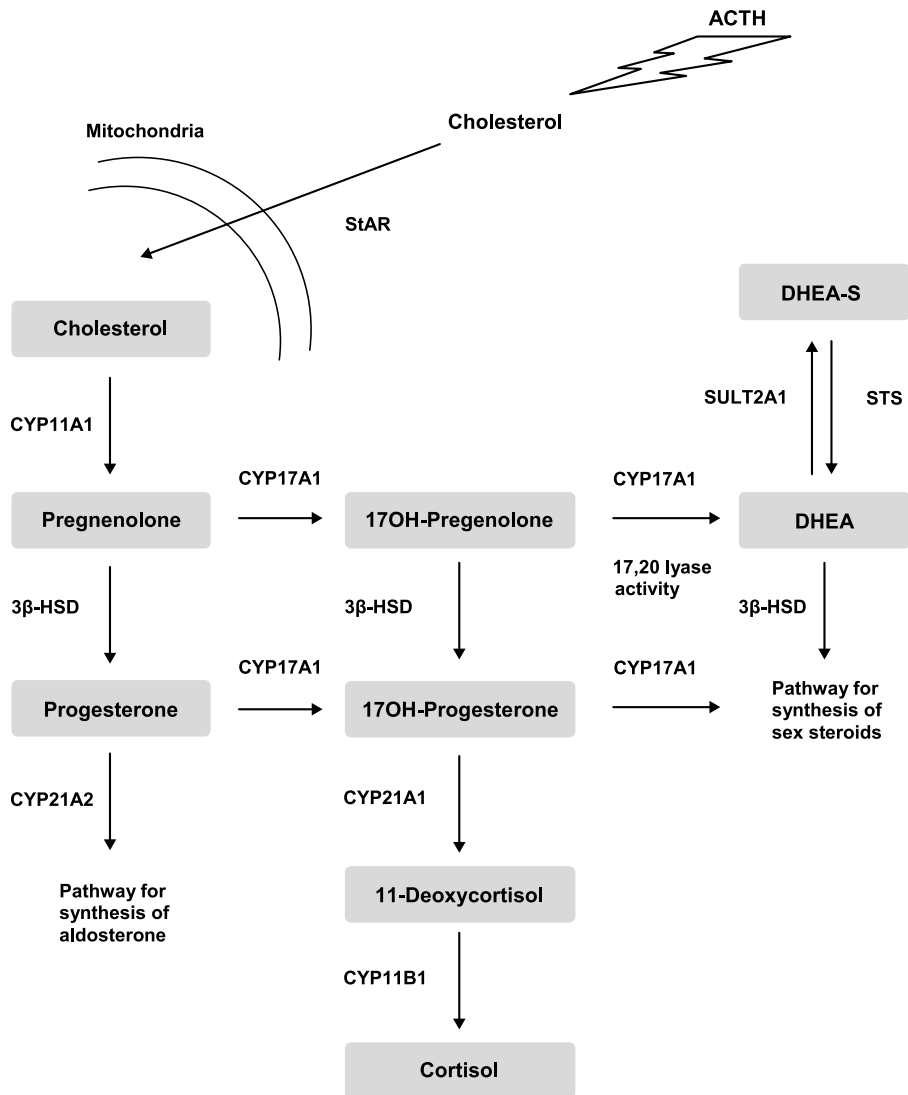 ACTH
Cholesterol
Mitochondria
StAR
DHEA-S
Cholesterol
SULT2A1
STS
CYP11A1
CYP17A1
CYP17A1
Pregnenolone
17OH-Pregenolone
DHEA
17,20 lyase
activity
3β-HSD
3β-HSD
3β-HSD
CYP17A1
CYP17A1
Progesterone
17OH-Progesterone
Pathway for
synthesis of
sex steroids
CYP21A2
CYP21A1
Pathway for
synthesis of
aldosterone
11-Deoxycortisol
CYP11B1
Cortisol